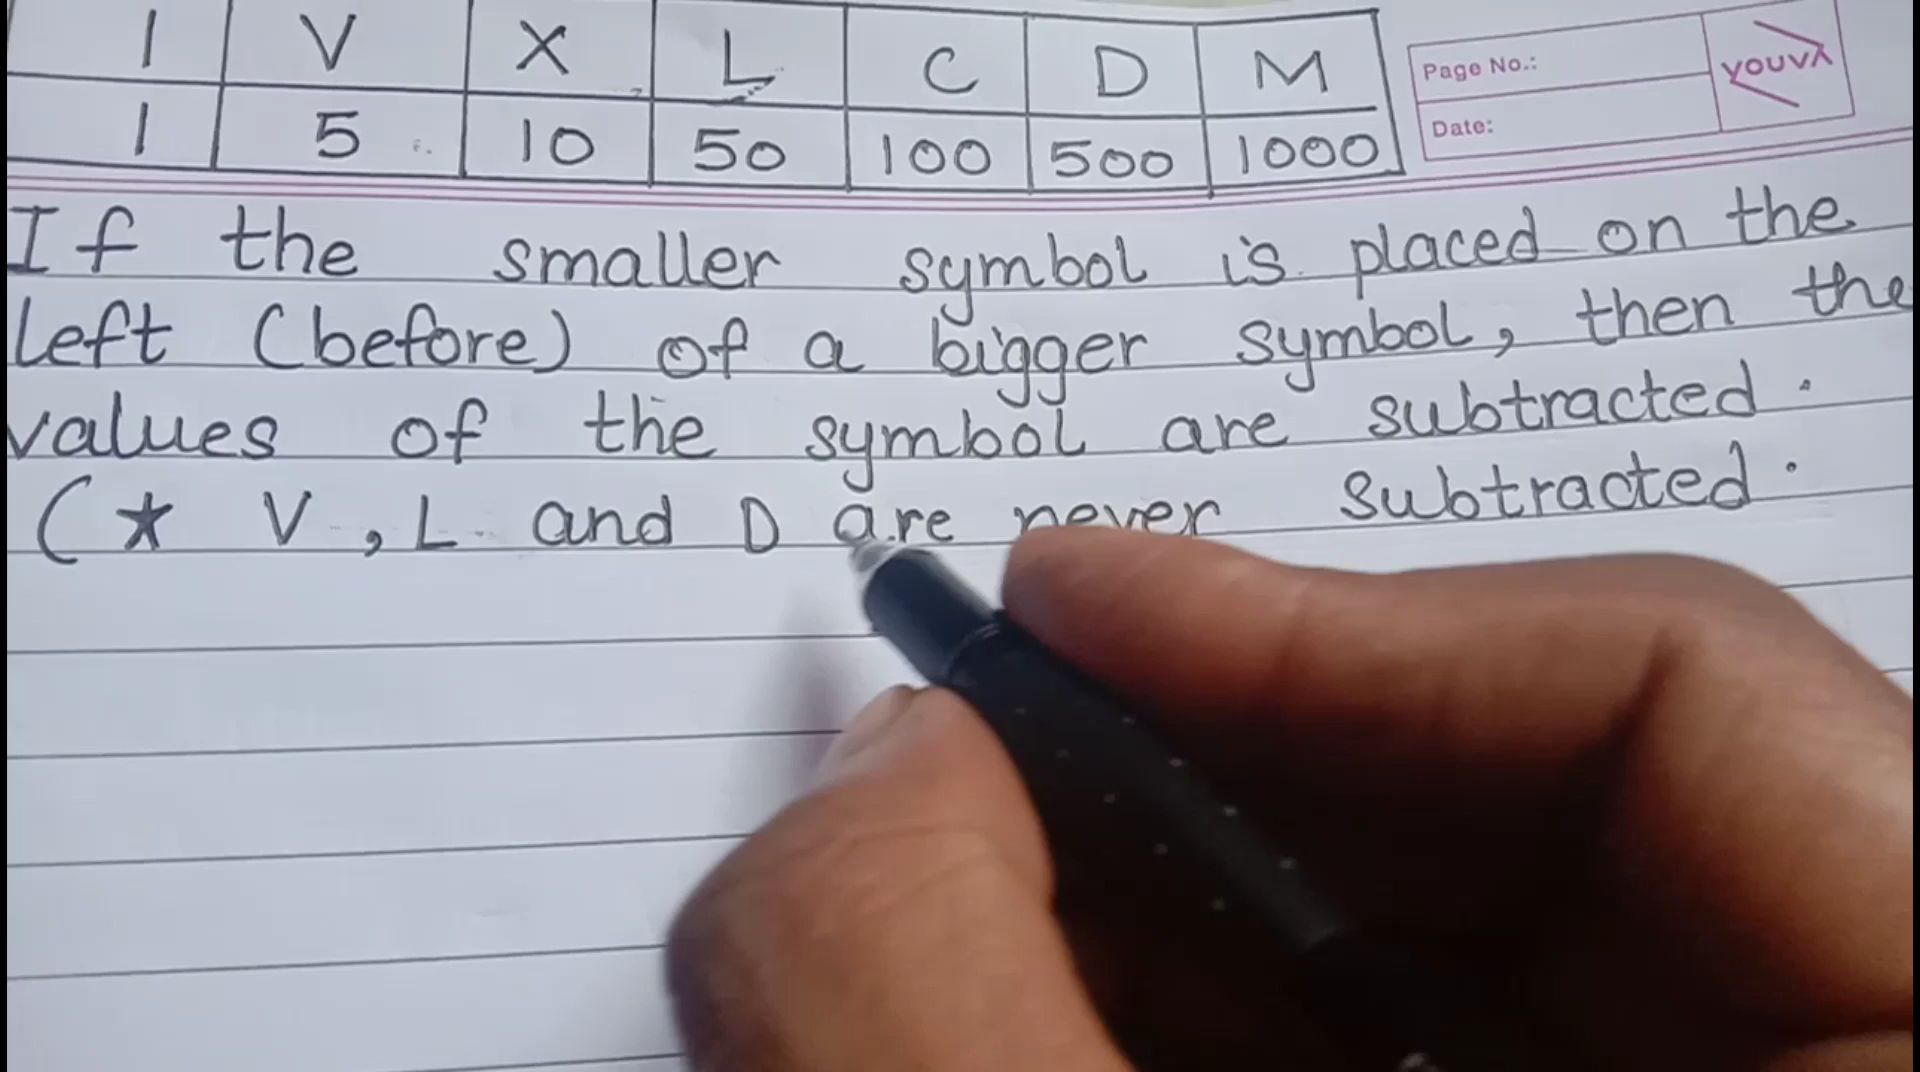 I V X L C D M
1 5 10 50 100 500 1000
Page No.:
Date:
YOUVA
If the smaller symbol is placed on the
left (before) of a bigger symbol, then the
values of the symbol are subtracted.
(★ V, L and D are never subtracted.